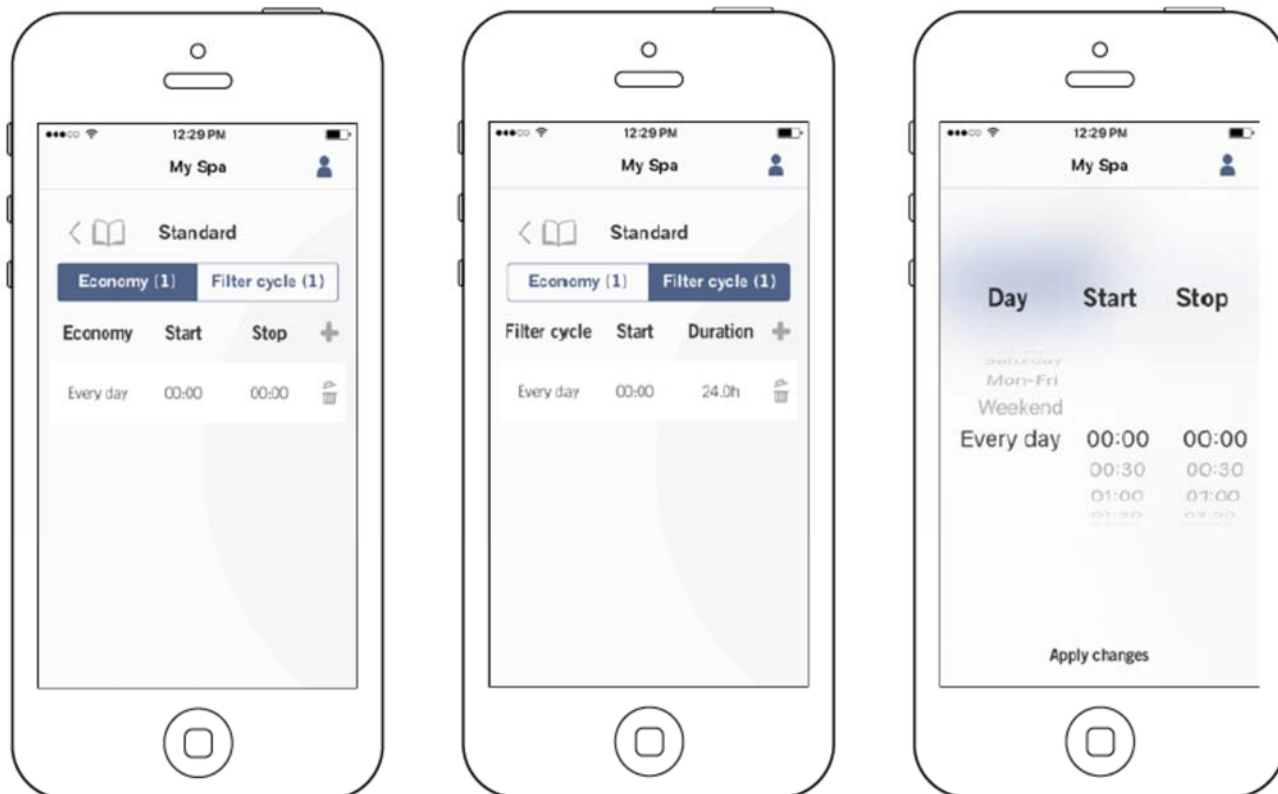 12:29 PM
My Spa
Standard
Economy (1) Filter cycle (1)
Economy Start Stop
Every day 00:00 00:00
12:29 PM
My Spa
Standard
Economy (1) Filter cycle (1)
Filter cycle Start Duration
Every day 00:00 24.0h
12:29 PM
My Spa
Day Start Stop
Saturday
Mon-Fri
Weekend
Every day 00:00 00:00
00:30 00:30
01:00 01:00
01:30
Apply changes